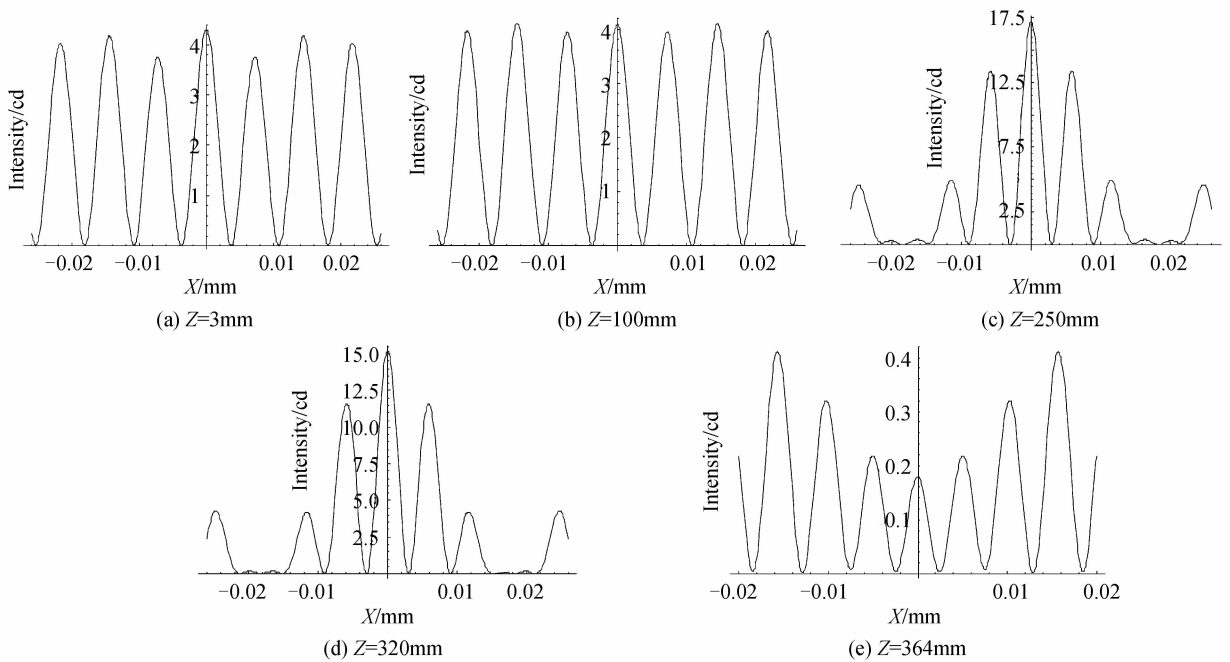 4
3
2
1
Intensity/cd
−0.02
−0.01
0.01
0.02
X/mm
(a) Z=3mm
4
3
2
1
Intensity/cd
−0.02
−0.01
0.01
0.02
X/mm
(b) Z=100mm
17.5
12.5
7.5
2.5
Intensity/cd
−0.01
−0.02
0.01
0.02
X/mm
(c) Z=250mm
15.0
12.5
10.0
7.5
5.0
2.5
Intensity/cd
−0.02
−0.01
0.01
0.02
X/mm
(d) Z=320mm
0.4
0.3
0.2
0.1
Intensity/cd
−0.02
−0.01
0.01
0.02
X/mm
(e) Z=364mm